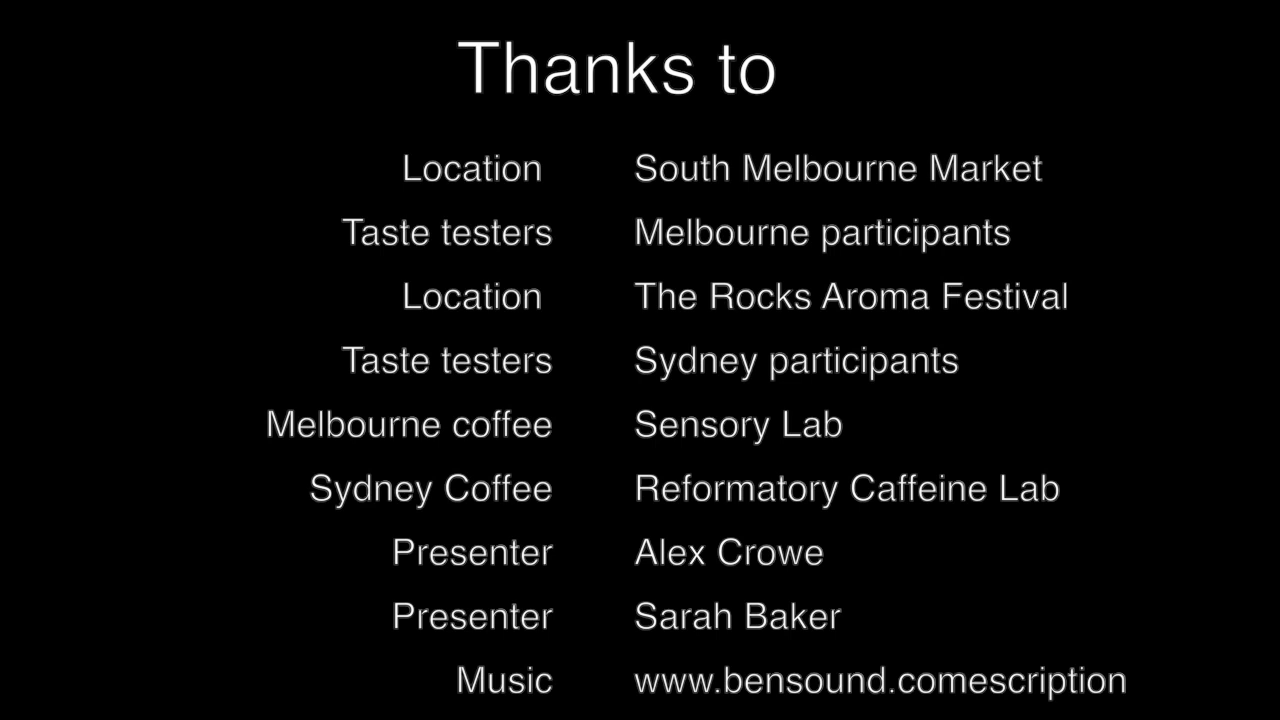 Thanks to
Location South Melbourne Market
Taste testers Melbourne participants
Location The Rocks Aroma Festival
Taste testers Sydney participants
Melbourne coffee Sensory Lab
Sydney Coffee Reformatory Caffeine Lab
Presenter Alex Crowe
Presenter Sarah Baker
Music www.bensound.comescription